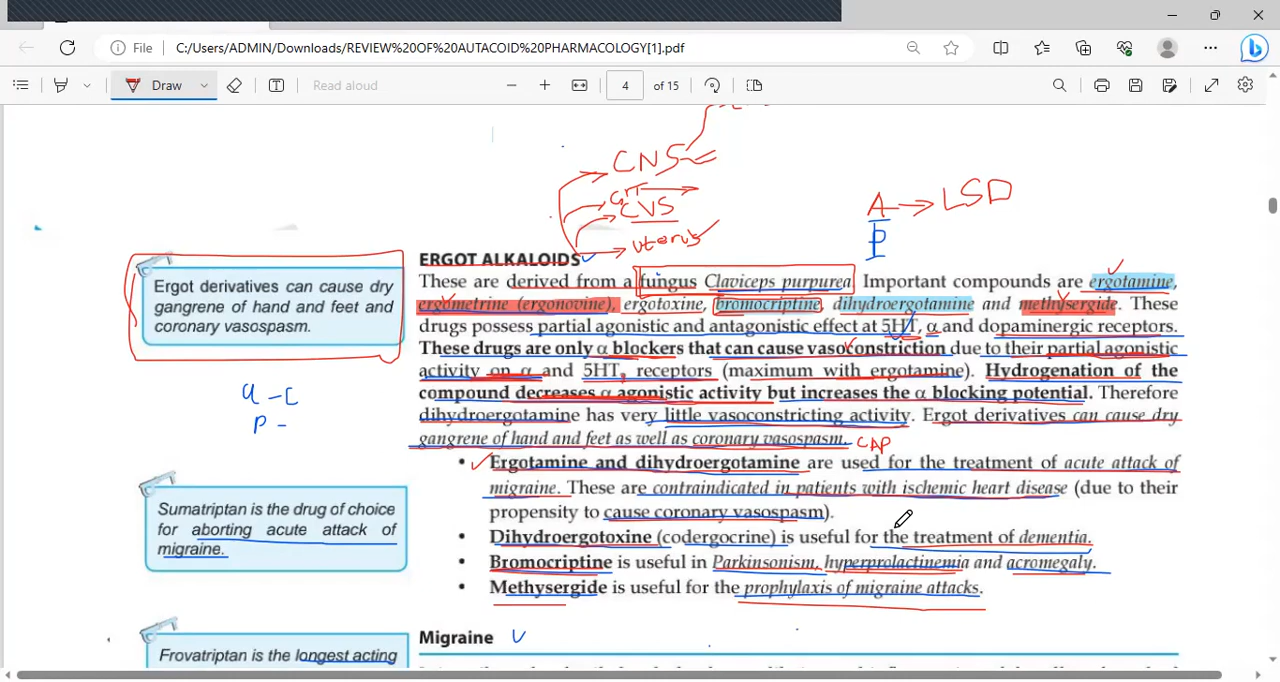 File
C:/Users/ADMIN/Downloads/REVIEW%20OF%20AUTACOID%20PHARMACOLOGY[1].pdf
Draw
Read aloud
4 of 15
CNS
GIT
CVS
uterus
A → LSD
P
ERGOT ALKALOIDS
These are derived from a fungus Claviceps purpurea Important compounds are ergotamine,
ergometrine (ergonovine), ergotoxine, bromocriptine, dihydroergotamine and methysergide. These
drugs possess partial agonistic and antagonistic effect at 5HT, α and dopaminergic receptors.
These drugs are only α blockers that can cause vasoconstriction due to their partial agonistic
activity on α and 5HT, receptors (maximum with ergotamine). Hydrogenation of the
compound decreases α agonistic activity but increases the α blocking potential. Therefore
dihydroergotamine has very little vasoconstricting activity. Ergot derivatives can cause dry
gangrene of hand and feet as well as coronary vasospasm.
CAP
• Ergotamine and dihydroergotamine are used for the treatment of acute attack of
migraine. These are contraindicated in patients with ischemic heart disease (due to their
propensity to cause coronary vasospasm).
• Dihydroergotoxine (codergocrine) is useful for the treatment of dementia.
• Bromocriptine is useful in Parkinsonism, hyperprolactinemia and acromegaly.
• Methysergide is useful for the prophylaxis of migraine attacks.
Migraine
Ergot derivatives can cause dry
gangrene of hand and feet and
coronary vasospasm.
P -
Sumatriptan is the drug of choice
for aborting acute attack of
migraine.
Frovatriptan is the longest acting